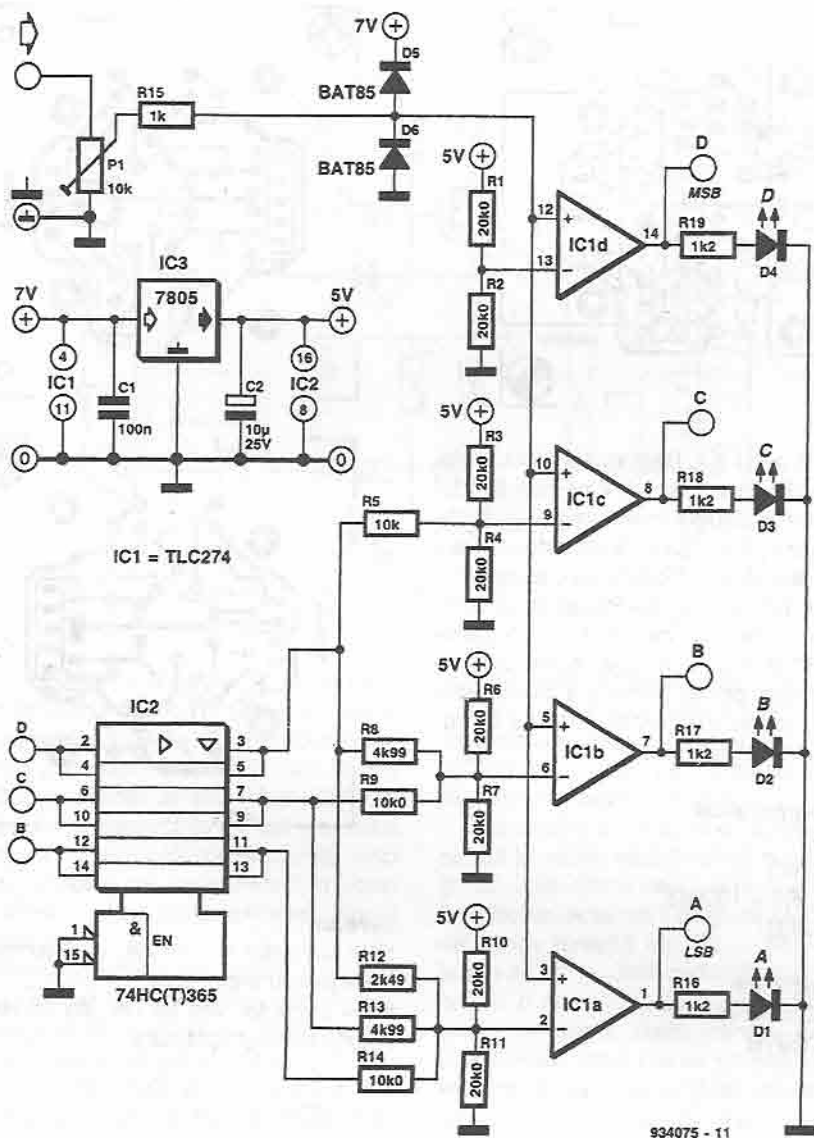 7V
D5
BAT85
R15
1k
D6
BAT85
P1
10k
5V
R1
20k0
R2
20k0
12
+
13
−
IC1d
14
D
MSB
R19
1k2
D
D4
IC3
7805
7V
5V
4
IC1
11
C1
100n
C2
10µ
25V
16
IC2
8
0
0
5V
R3
20k0
R4
20k0
R5
10k
10
+
9
−
IC1c
8
C
R18
1k2
C
D3
IC1 = TLC274
5V
R6
20k0
R7
20k0
5
+
6
−
IC1b
7
B
R17
1k2
B
D2
IC2
D
2
4
3
5
C
6
10
7
9
B
12
14
11
13
1
15
&
EN
74HC(T)365
R8
4k99
R9
10k0
R12
2k49
R13
4k99
R14
10k0
5V
R10
20k0
R11
20k0
3
+
2
−
IC1a
1
A
LSB
R16
1k2
A
D1
934075 - 11